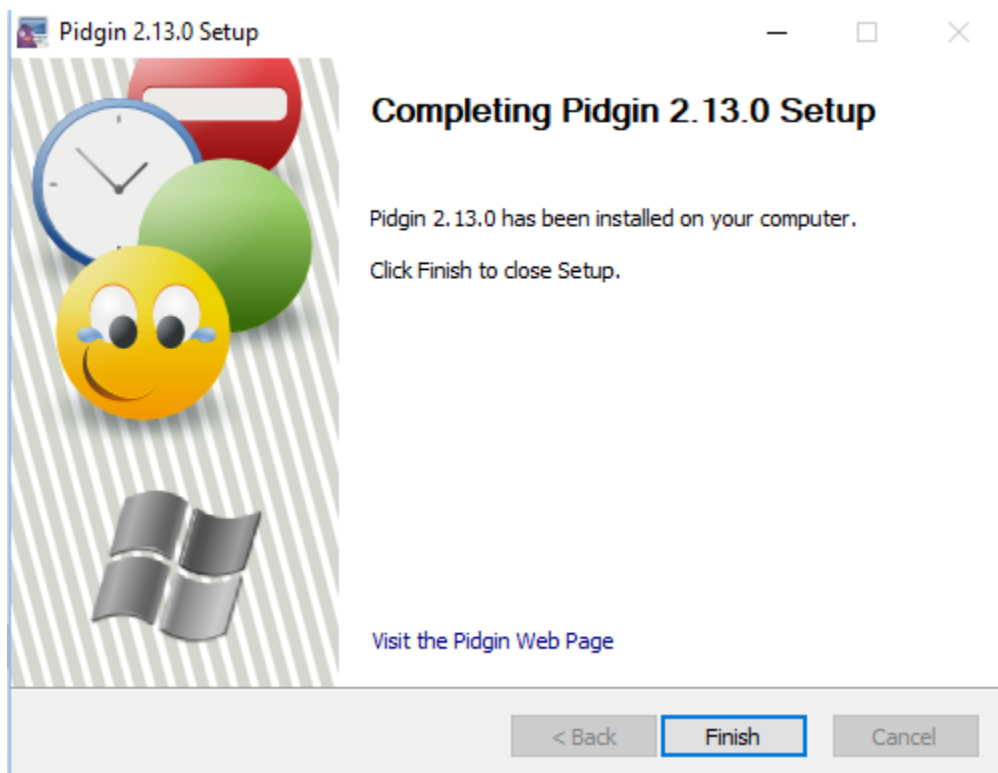 Pidgin 2.13.0 Setup
Completing Pidgin 2.13.0 Setup
Pidgin 2.13.0 has been installed on your computer.
Click Finish to close Setup.
Visit the Pidgin Web Page
< Back Finish Cancel